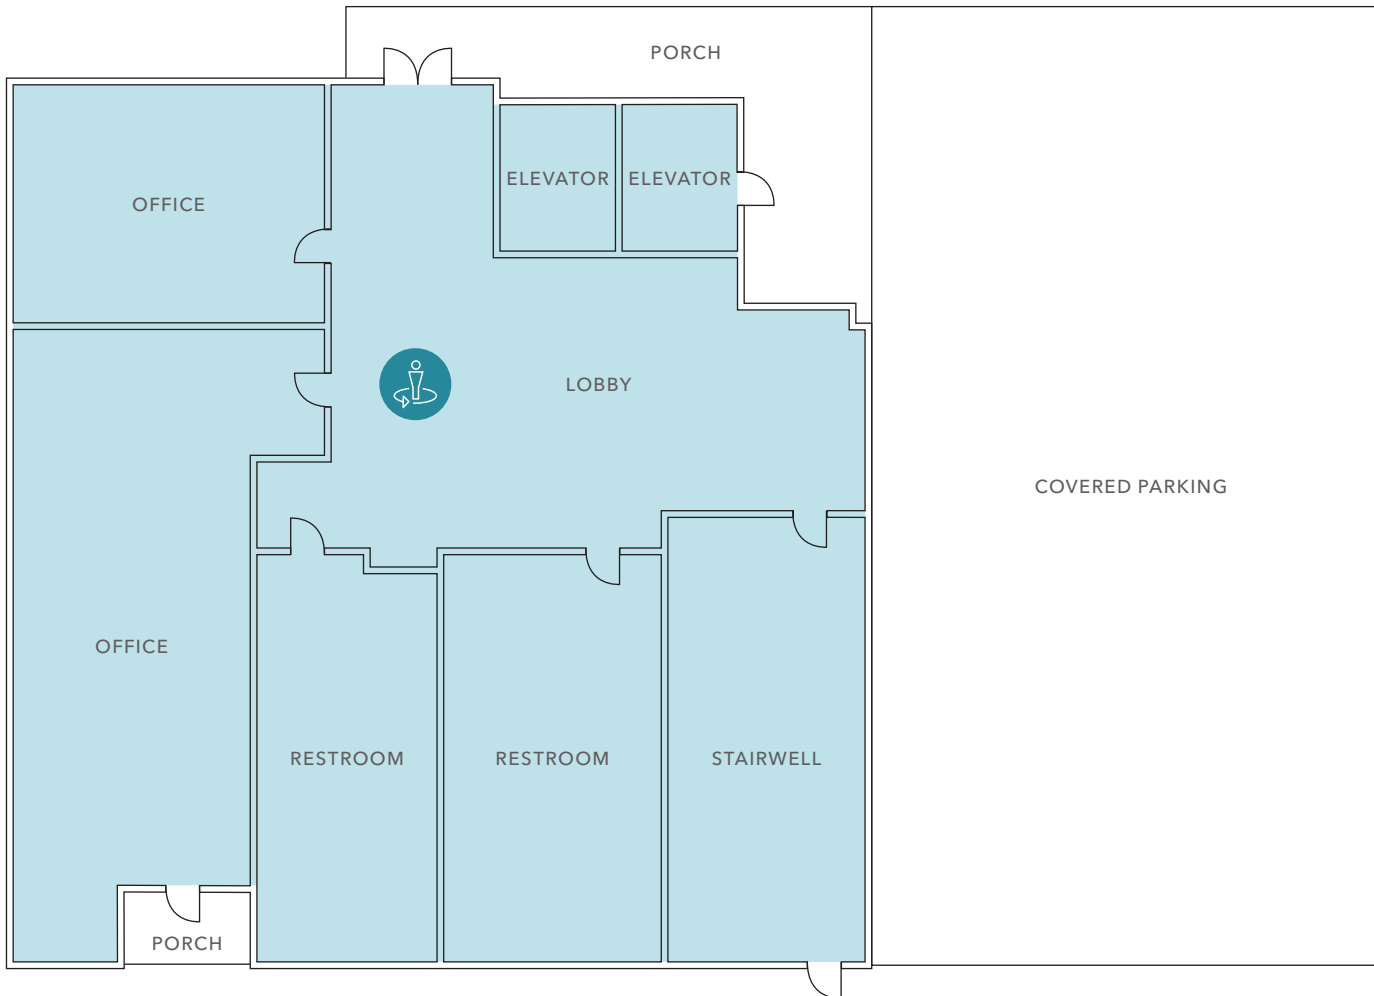 PORCH
ELEVATOR
ELEVATOR
OFFICE
LOBBY
COVERED PARKING
OFFICE
RESTROOM
RESTROOM
STAIRWELL
PORCH